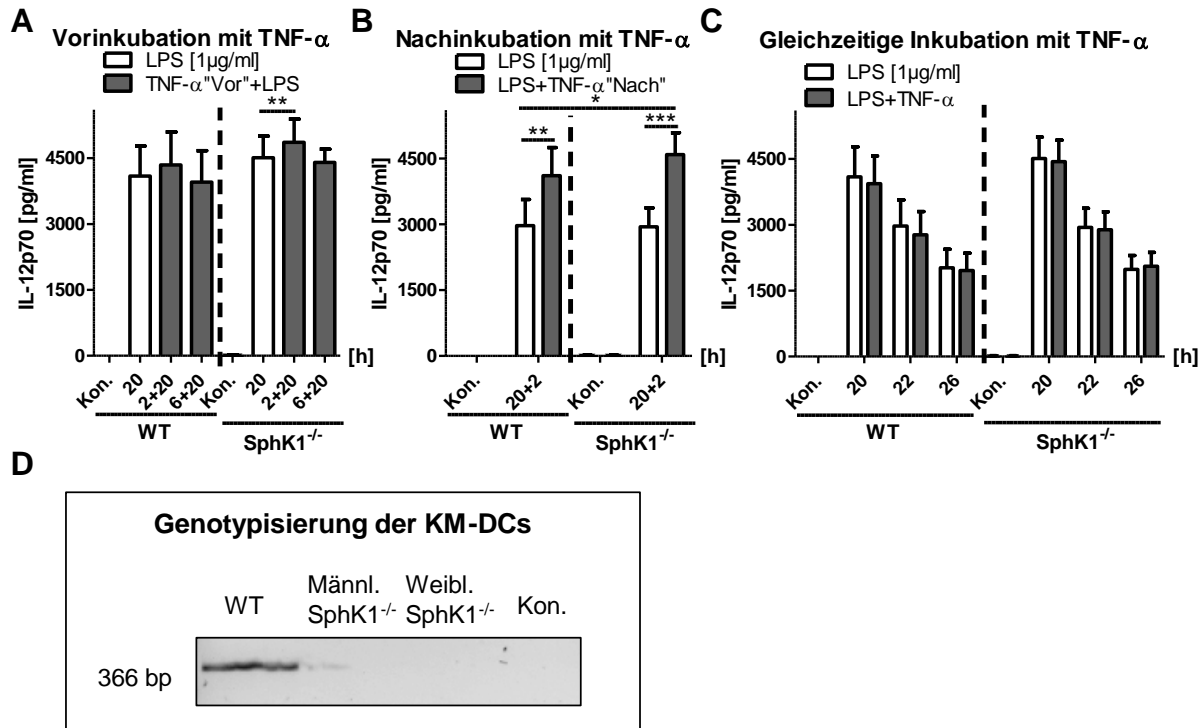 A
Vorinkubation mit TNF-α
LPS [1µg/ml]
TNF-α"Vor"+LPS
**
IL-12p70 [pg/ml]
4500
3000
1500
0
[h]
Kon. 20 2+20 6+20 Kon. 20 2+20 6+20
WT SphK1-/-
B
Nachinkubation mit TNF-α
LPS [1µg/ml]
LPS+TNF-α"Nach"
*
** ***
IL-12p70 [pg/ml]
4500
3000
1500
0
[h]
Kon. 20+2 Kon. 20+2
WT SphK1-/-
C
Gleichzeitige Inkubation mit TNF-α
LPS [1µg/ml]
LPS+TNF-α
IL-12p70 [pg/ml]
4500
3000
1500
0
[h]
Kon. 20 22 26 Kon. 20 22 26
WT SphK1-/-
D
Genotypisierung der KM-DCs
WT Männl. SphK1-/- Weibl. SphK1-/- Kon.
366 bp